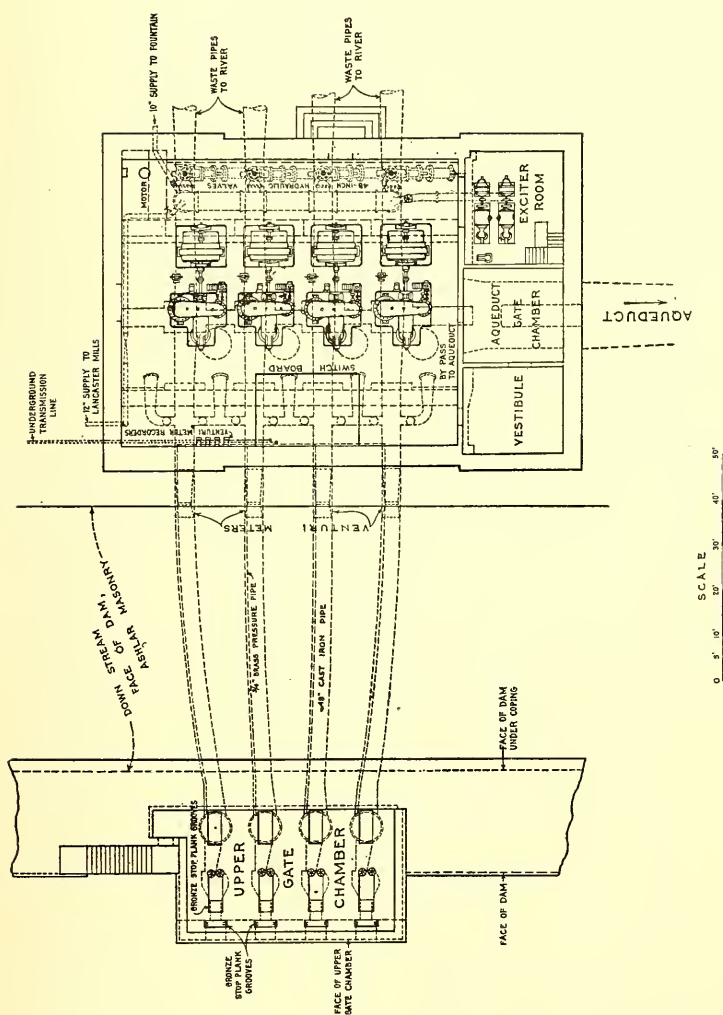 10" SUPPLY TO FOUNTAIN
WASTE PIPES
TO RIVER
WASTE PIPES
TO RIVER
UNDERGROUND
TRANSMISSION
LINE
12" SUPPLY TO
LANCASTER MILLS
MOTOR
48-INCH HYDRAULIC VALVES
EXCITER
ROOM
AQUEDUCT
GATE
CHAMBER
AQUEDUCT
VESTIBULE
BY PASS
TO AQUEDUCT
SWITCH
BOARD
VENTURI METER RECORDERS
VENTURI METERS
DOWN STREAM DAM,
FACE OF DAM,
ASHLAR MASONRY
3/4" BRASS PRESSURE PIPE
48" CAST IRON PIPE
FACE OF DAM
UNDER COPING
FACE OF DAM
BRONZE STOP PLANK GROOVES
UPPER
GATE
CHAMBER
BRONZE
STOP PLANK
GROOVES
FACE OF UPPER
GATE CHAMBER
SCALE
0 5' 10' 20' 30' 40' 50'